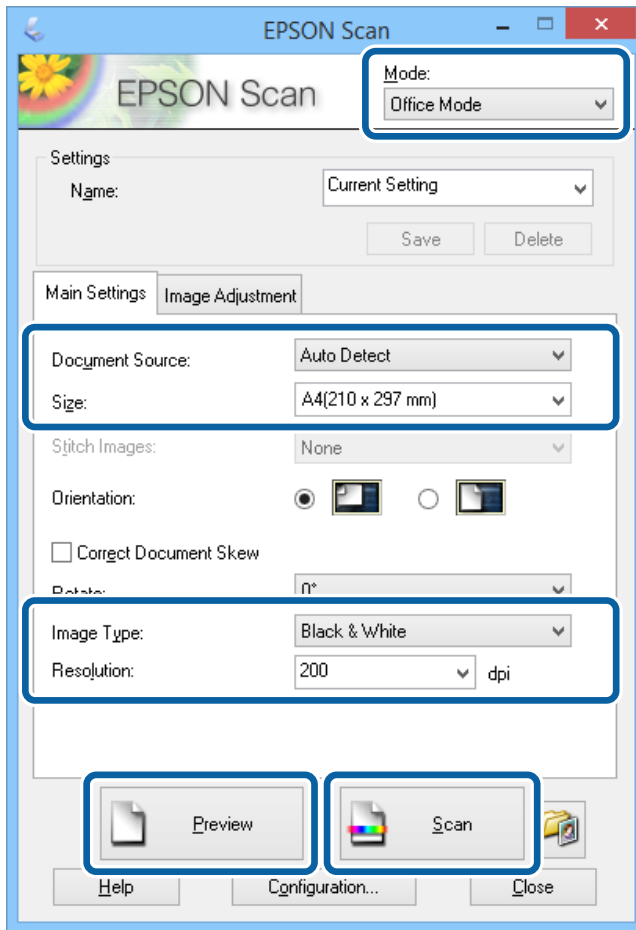 EPSON Scan
EPSON Scan
Mode:
Office Mode
Settings
Name:
Current Setting
Save
Delete
Main Settings
Image Adjustment
Document Source:
Auto Detect
Size:
A4(210 x 297 mm)
Stitch Images:
None
Orientation:
Correct Document Skew
Rotate:
0°
Image Type:
Black & White
Resolution:
200
dpi
Preview
Scan
Help
Configuration...
Close